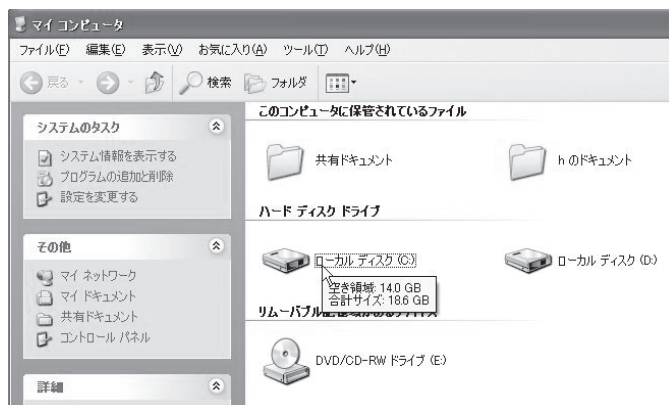 マイ コンピュータ
ファイル(F) 編集(E) 表示(V) お気に入り(A) ツール(T) ヘルプ(H)
戻る 検索 フォルダ
システムのタスク
システム情報を表示する
プログラムの追加と削除
設定を変更する
その他
マイ ネットワーク
マイ ドキュメント
共有ドキュメント
コントロール パネル
詳細
このコンピュータに保管されているファイル
共有ドキュメント
h のドキュメント
ハード ディスク ドライブ
ローカル ディスク (C:)
ローカル ディスク (D:)
空き領域: 14.0 GB
合計サイズ: 18.6 GB
リムーバブル
DVD/CD-RW ドライブ (E:)